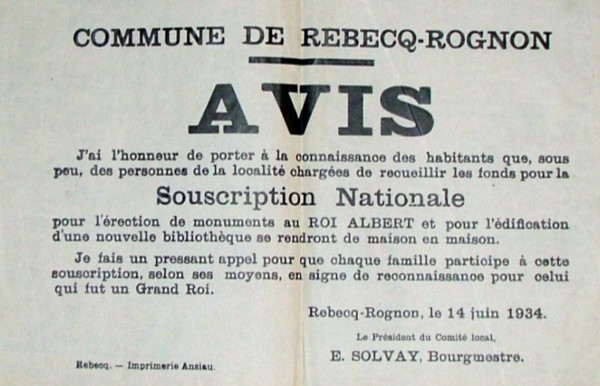 COMMUNE DE REBECQ-ROGNON
AVIS
J'ai l'honneur de porter à la connaissance des habitants que, sous
peu, des personnes de la localité chargées de recueillir les fonds pour la
Souscription Nationale
pour l'érection de monuments au ROI ALBERT et pour l'édification
d'une nouvelle bibliothèque se rendront de maison en maison.
Je fais un pressant appel pour que chaque famille participe à cette
souscription, selon ses moyens, en signe de reconnaissance pour celui
qui fut un Grand Roi.
Rebecq-Rognon, le 14 juin 1934.
Le Président du Comité local,
E. SOLVAY, Bourgmestre.
Rebecq. — Imprimerie Ansiau.